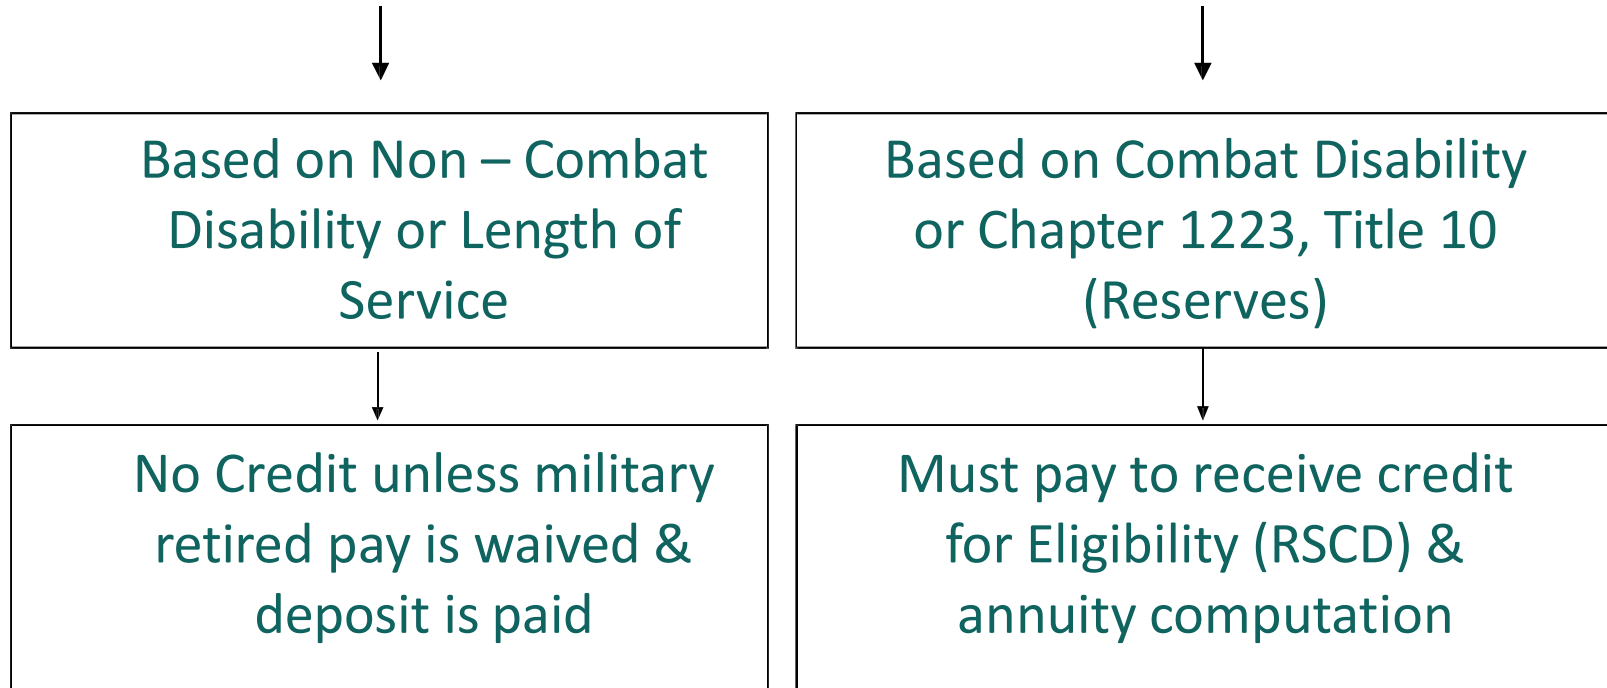 Based on Non – Combat
Disability or Length of
Service
Based on Combat Disability
or Chapter 1223, Title 10
(Reserves)
No Credit unless military
retired pay is waived &
deposit is paid
Must pay to receive credit
for Eligibility (RSCD) &
annuity computation